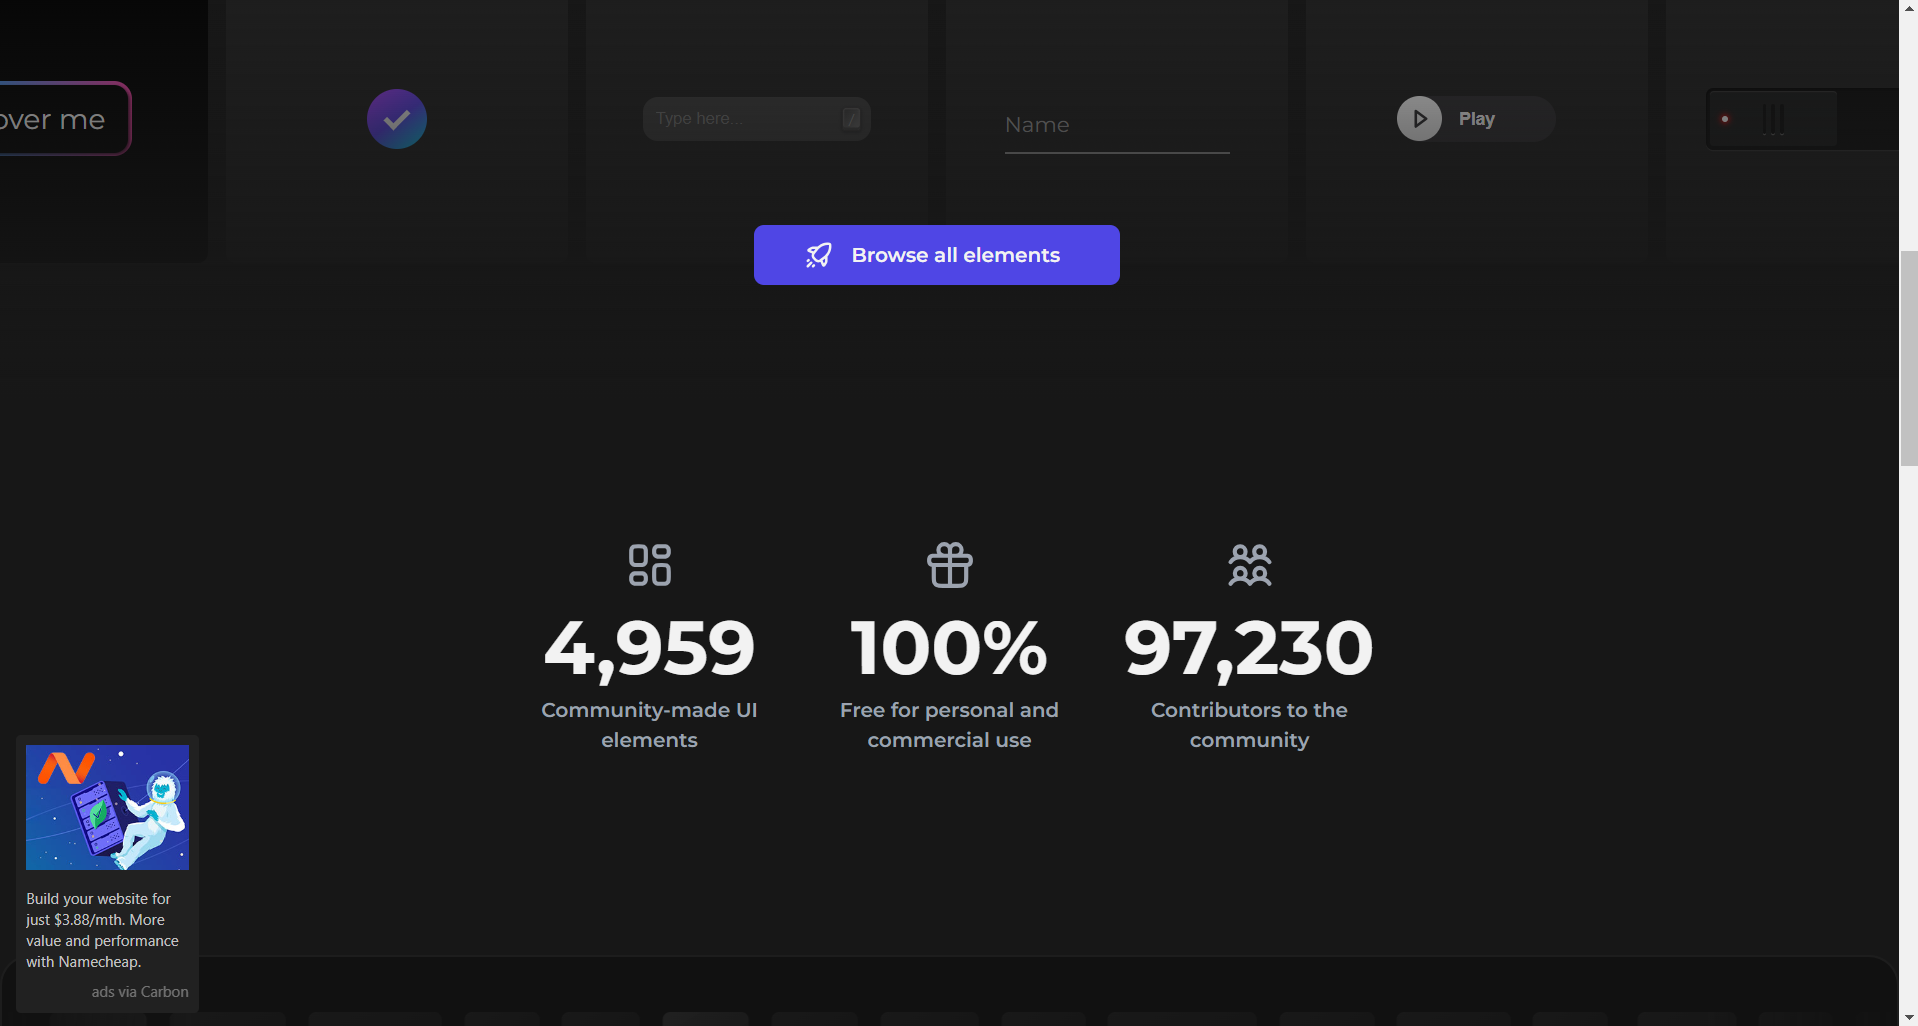 over me
Type here...
/
Name
Play
Browse all elements
4,959
Community-made UI
elements
100%
Free for personal and
commercial use
97,230
Contributors to the
community
Build your website for
just $3.88/mth. More
value and performance
with Namecheap.
ads via Carbon